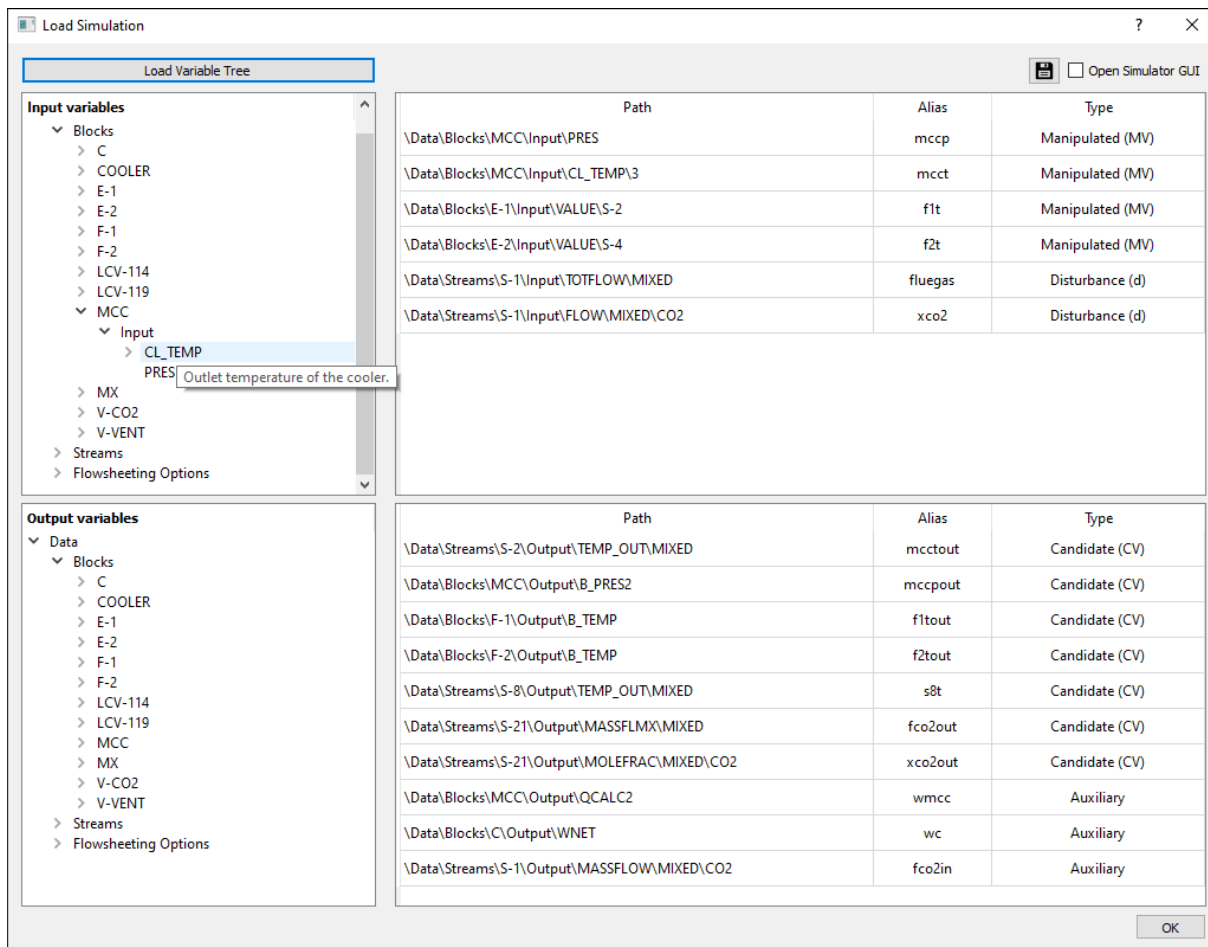 Load Simulation
?
Load Variable Tree
Open Simulator GUI
Input variables
Blocks
C
COOLER
E-1
E-2
F-1
F-2
LCV-114
LCV-119
MCC
Input
CL_TEMP
PRES
Outlet temperature of the cooler.
MX
V-CO2
V-VENT
Streams
Flowsheeting Options
Path Alias Type
\Data\Blocks\MCC\Input\PRES mccp Manipulated (MV)
\Data\Blocks\MCC\Input\CL_TEMP\3 mcct Manipulated (MV)
\Data\Blocks\E-1\Input\VALUE\S-2 f1t Manipulated (MV)
\Data\Blocks\E-2\Input\VALUE\S-4 f2t Manipulated (MV)
\Data\Streams\S-1\Input\TOTFLOW\MIXED fluegas Disturbance (d)
\Data\Streams\S-1\Input\FLOW\MIXED\CO2 xco2 Disturbance (d)
Output variables
Data
Blocks
C
COOLER
E-1
E-2
F-1
F-2
LCV-114
LCV-119
MCC
MX
V-CO2
V-VENT
Streams
Flowsheeting Options
Path Alias Type
\Data\Streams\S-2\Output\TEMP_OUT\MIXED mcctout Candidate (CV)
\Data\Blocks\MCC\Output\B_PRES2 mccpout Candidate (CV)
\Data\Blocks\F-1\Output\B_TEMP f1tout Candidate (CV)
\Data\Blocks\F-2\Output\B_TEMP f2tout Candidate (CV)
\Data\Streams\S-8\Output\TEMP_OUT\MIXED s8t Candidate (CV)
\Data\Streams\S-21\Output\MASSFLMX\MIXED fco2out Candidate (CV)
\Data\Streams\S-21\Output\MOLEFRAC\MIXED\CO2 xco2out Candidate (CV)
\Data\Blocks\MCC\Output\QCALC2 wmcc Auxiliary
\Data\Blocks\C\Output\WNET wc Auxiliary
\Data\Streams\S-1\Output\MASSFLOW\MIXED\CO2 fco2in Auxiliary
OK